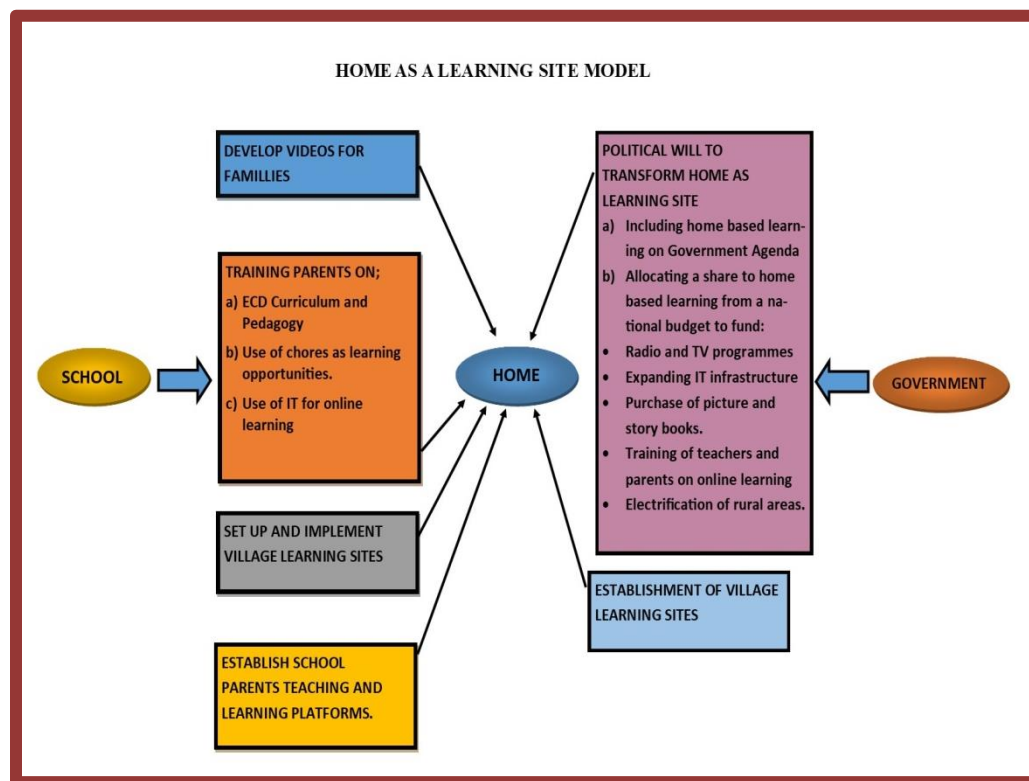 HOME AS A LEARNING SITE MODEL
DEVELOP VIDEOS FOR
FAMILLIES
TRAINING PARENTS ON;
a) ECD Curriculum and
Pedagogy
b) Use of chores as learning
opportunities.
c) Use of IT for online
learning
SCHOOL
SET UP AND IMPLEMENT
VILLAGE LEARNING SITES
ESTABLISH SCHOOL
PARENTS TEACHING AND
LEARNING PLATFORMS.
HOME
POLITICAL WILL TO
TRANSFORM HOME AS
LEARNING SITE
a) Including home based learn-
ing on Government Agenda
b) Allocating a share to home
based learning from a na-
tional budget to fund:
• Radio and TV programmes
• Expanding IT infrastructure
• Purchase of picture and
story books.
• Training of teachers and
parents on online learning
• Electrification of rural areas.
GOVERNMENT
ESTABLISHMENT OF VILLAGE
LEARNING SITES